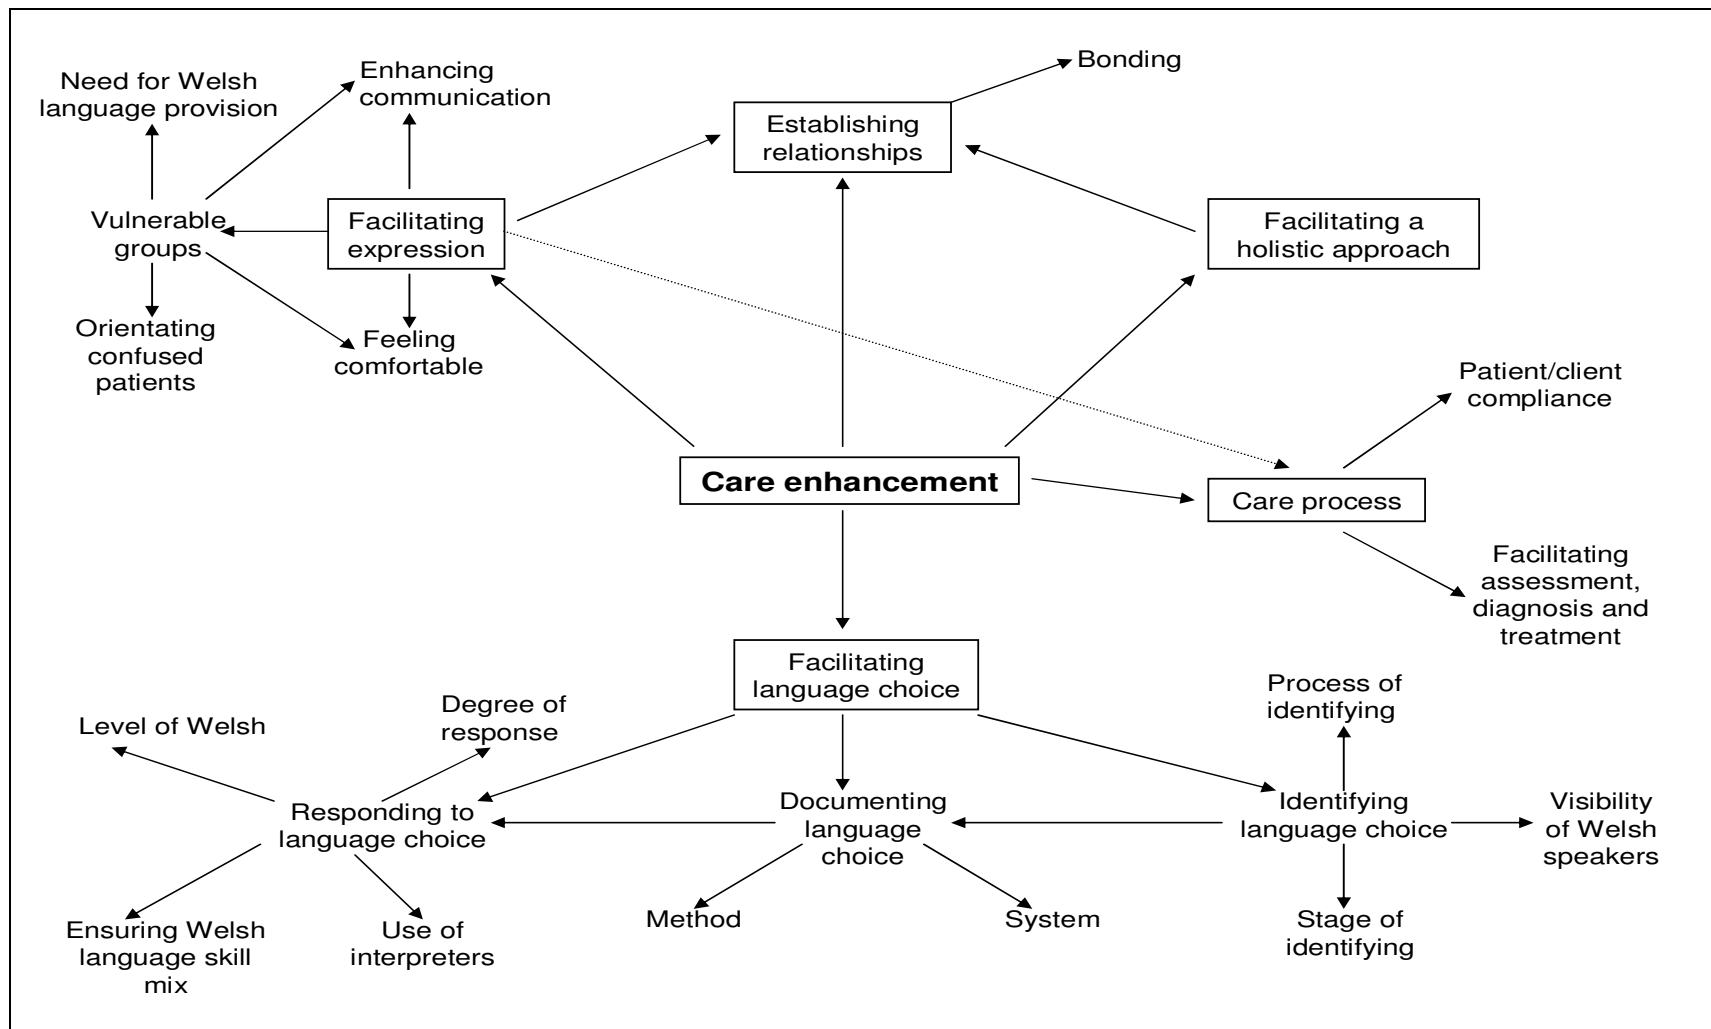 Need for Welsh
language provision
Enhancing
communication
Bonding
Establishing
relationships
Vulnerable
groups
Facilitating
expression
Facilitating a
holistic approach
Orientating
confused
patients
Feeling
comfortable
Patient/client
compliance
Care enhancement
Care process
Facilitating
assessment,
diagnosis and
treatment
Facilitating
language choice
Level of Welsh
Degree of
response
Process of
identifying
Responding to
language choice
Documenting
language
choice
Identifying
language choice
Visibility
of Welsh
speakers
Ensuring Welsh
language skill
mix
Use of
interpreters
Method
System
Stage of
identifying